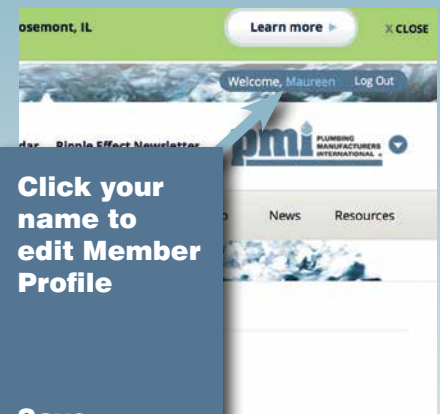 osemont, IL
Learn more
X CLOSE
Welcome, Maureen Log Out
dar Ripple Effect Newsletter
pmi PLUMBING
MANUFACTURERS
INTERNATIONAL
Click your
name to
edit Member
Profile
News Resources